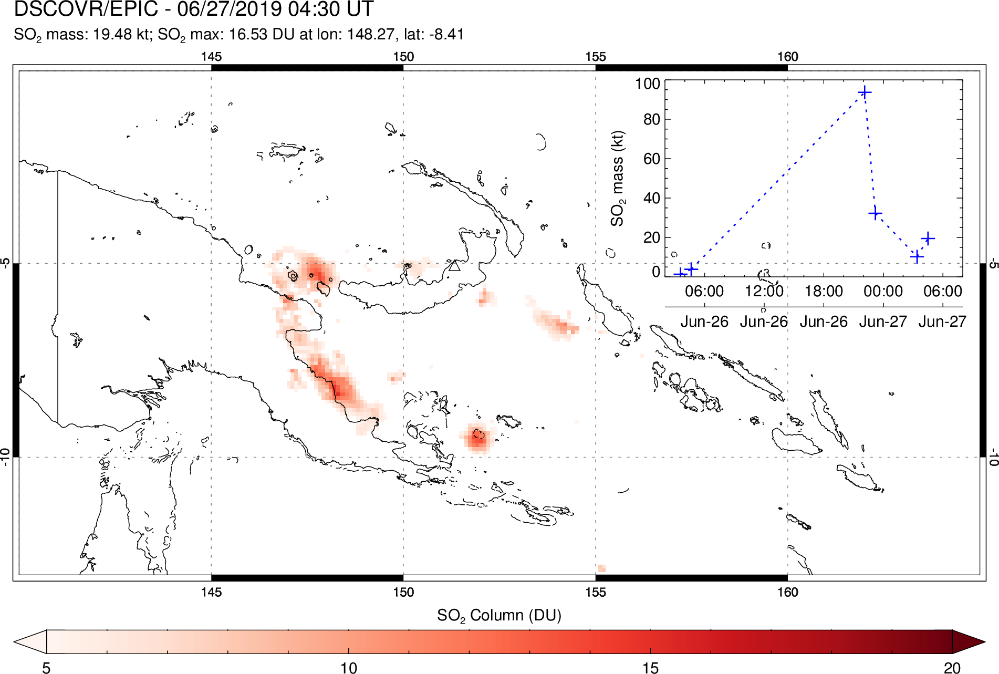 DSCOVR/EPIC - 06/27/2019 04:30 UT
SO₂ mass: 19.48 kt; SO₂ max: 16.53 DU at lon: 148.27, lat: -8.41
145 150 155 160
100
80
60
40
20
0
SO₂ mass (kt)
06:00 12:00 18:00 00:00 06:00
Jun-26 Jun-26 Jun-26 Jun-27 Jun-27
-5 -5
-10 -10
145 150 155 160
SO₂ Column (DU)
5 10 15 20